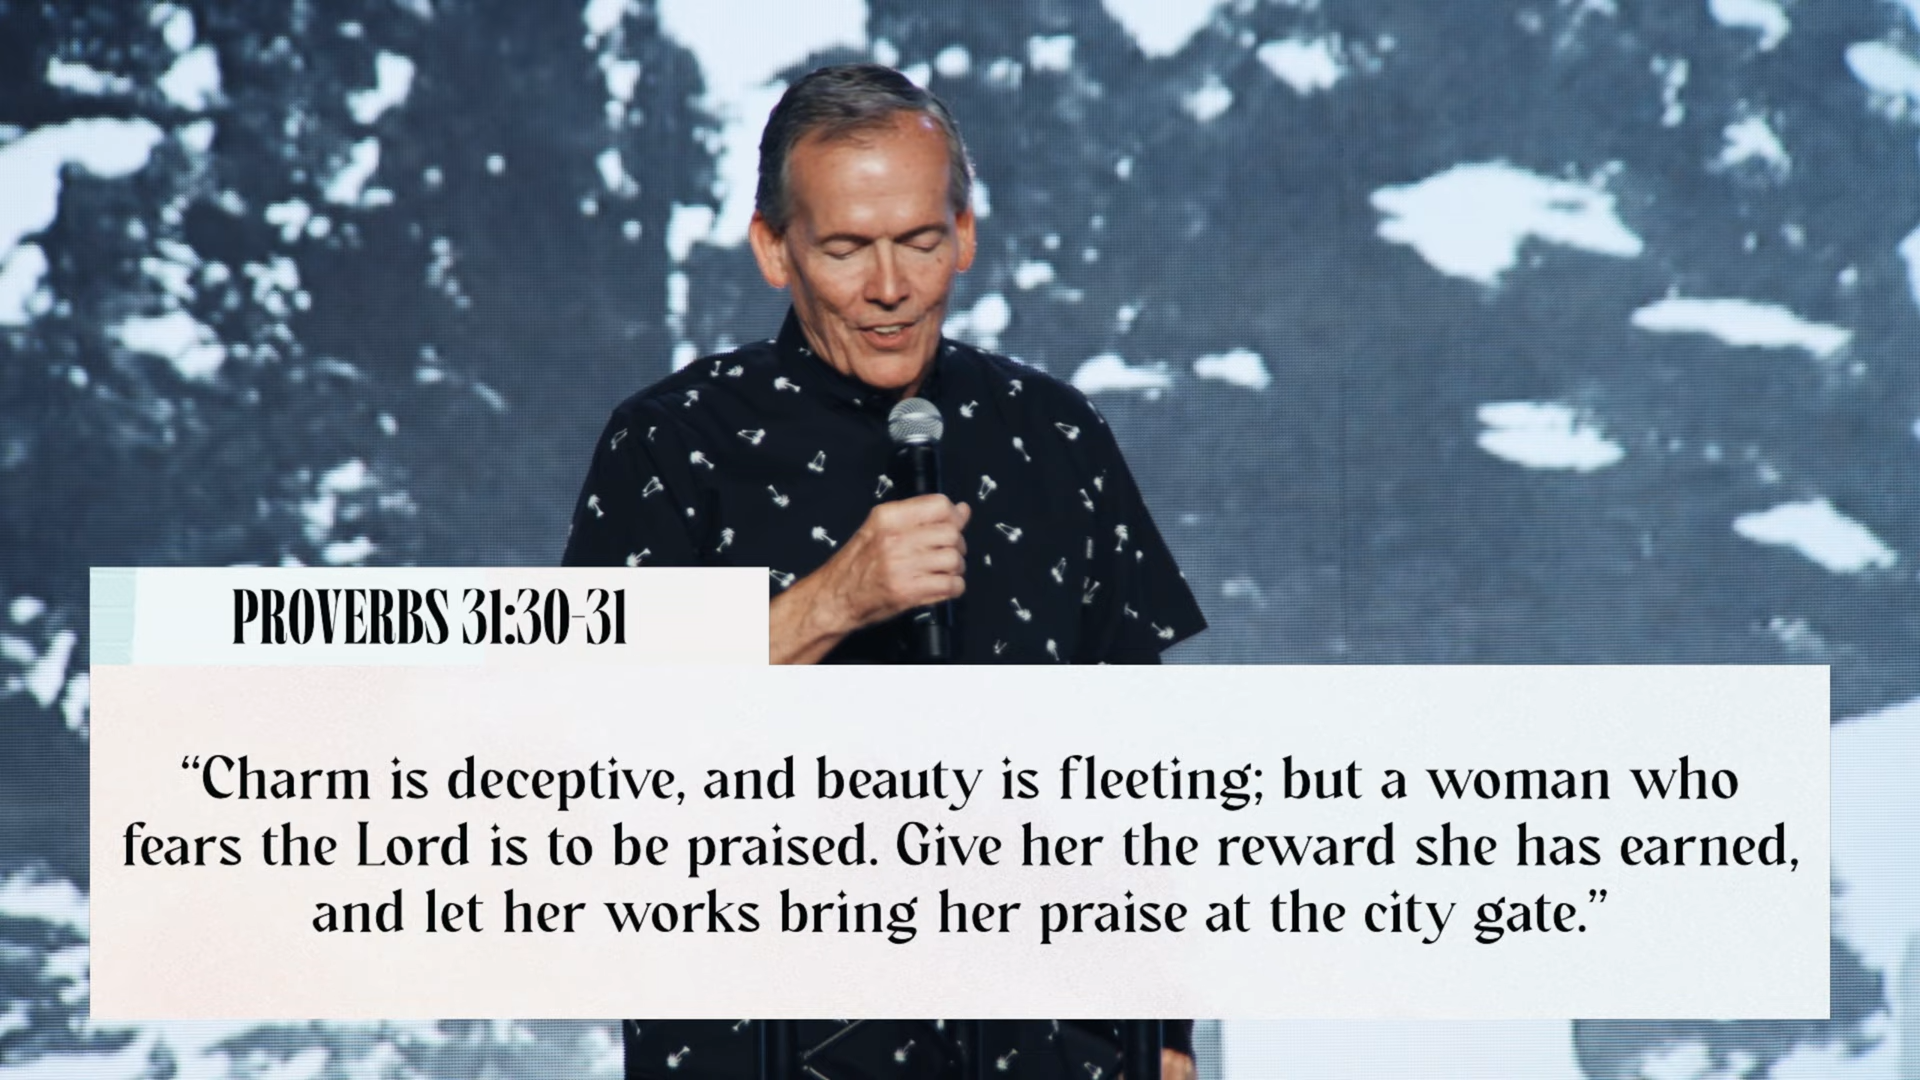 PROVERBS 31:30-31
“Charm is deceptive, and beauty is fleeting; but a woman who
fears the Lord is to be praised. Give her the reward she has earned,
and let her works bring her praise at the city gate.”